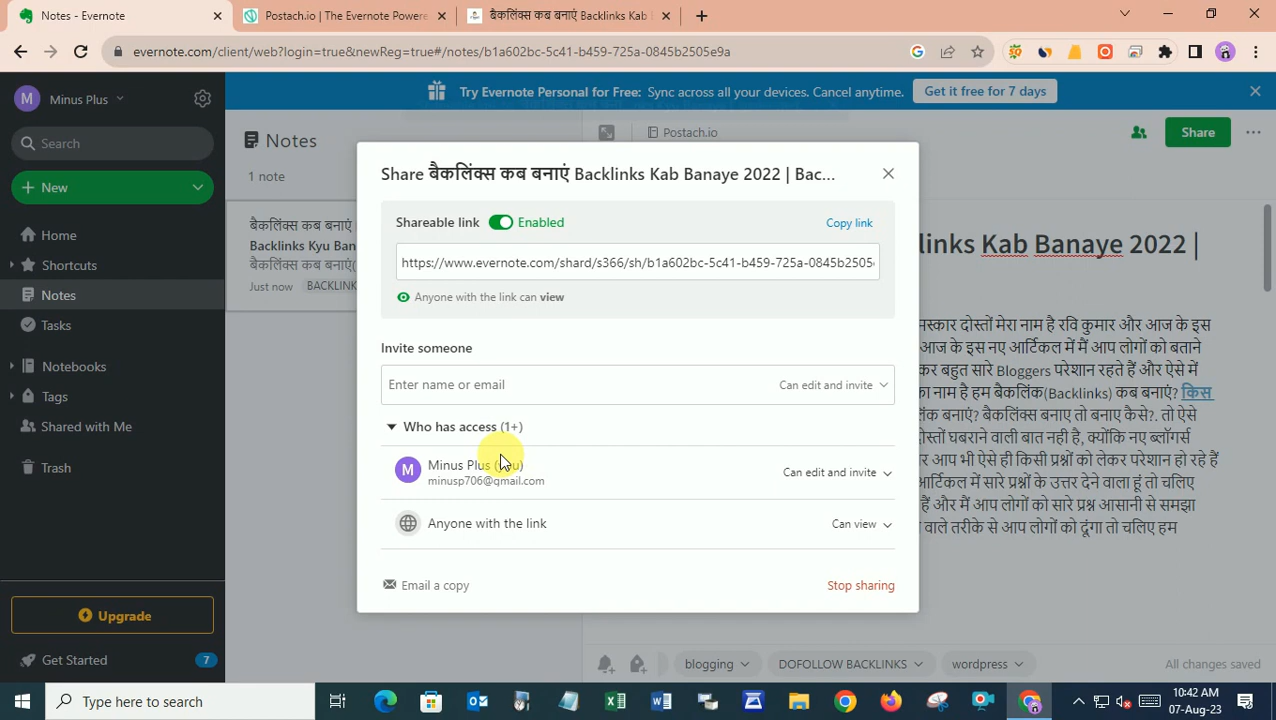 Notes - Evernote
Postach.io | The Evernote Powere
बैकलिंक्स कब बनाएं Backlinks Kab
evernote.com/client/web?login=true&newReg=true#/notes/b1a602bc-5c41-b459-725a-0845b2505e9a
M Minus Plus
Try Evernote Personal for Free: Sync across all your devices. Cancel anytime.
Get it free for 7 days
Search
Notes
Postach.io
Share
New
1 note
Share बैकलिंक्स कब बनाएं Backlinks Kab Banaye 2022 | Bac...
Shareable link Enabled
Copy link
बैकलिंक्स कब बनाएं
Backlinks Kyu Ban
Home
links Kab Banaye 2022 |
Shortcuts
https://www.evernote.com/shard/s366/sh/b1a602bc-5c41-b459-725a-0845b2505
Just now BACKLINK
Notes
Anyone with the link can view
Tasks
मस्कार दोस्तों मेरा नाम है रवि कुमार और आज के इस
आज के इस नए आर्टिकल में मैं आप लोगों को बताने
Invite someone
Notebooks
कर बहुत सारे Bloggers परेशान रहते हैं और ऐसे में
Enter name or email
Can edit and invite
का नाम है हम बैकलिंक(Backlinks) कब बनाएं? किस
Tags
लिंक बनाएं? बैकलिंक्स बनाए तो बनाए कैसे?. तो ऐसे
Shared with Me
Who has access (1+)
दोस्तों घबराने वाली बात नही है, क्योंकि नए ब्लॉगर्स
Trash
M Minus Plus
minusp706@gmail.com
Can edit and invite
र आप भी ऐसे ही किसी प्रश्नों को लेकर परेशान हो रहे हैं
आर्टिकल में सारे प्रश्नों के उत्तर देने वाला हूं तो चलिए
हैं और मैं आप लोगों को सारे प्रश्न आसानी से समझा
Anyone with the link
Can view
वाले तरीके से आप लोगों को दूंगा तो चलिए हम
Email a copy
Stop sharing
Upgrade
Get Started 7
blogging
DOFOLLOW BACKLINKS
wordpress
All changes saved
Type here to search
10:42 AM
07-Aug-23